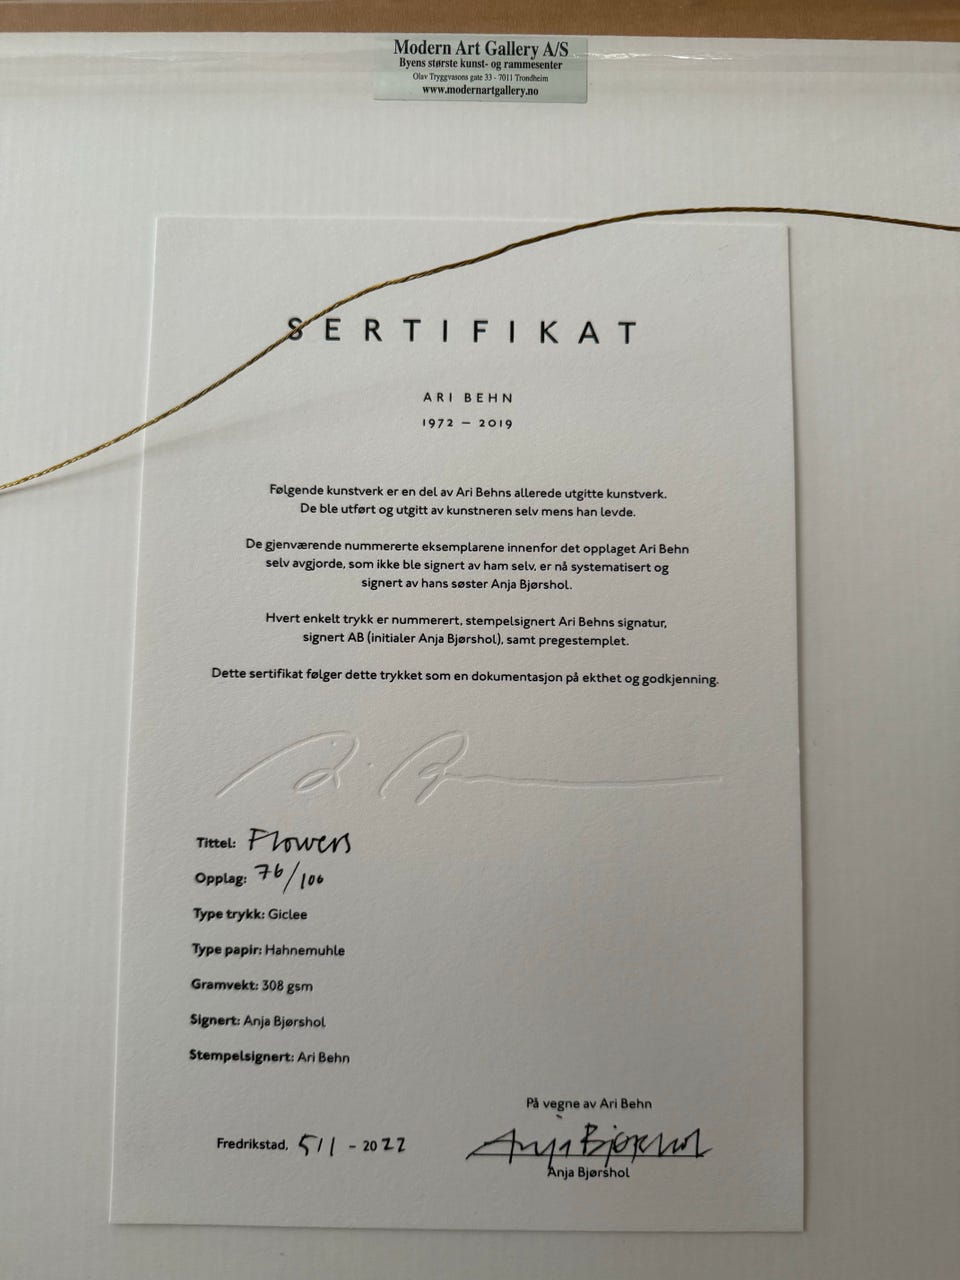 Modern Art Gallery A/S
Byens største kunst- og rammesenter
Olav Tryggvasons gate 33 - 7011 Trondheim
www.modernartgallery.no
SERTIFIKAT
ARI BEHN
1972 – 2019
Følgende kunstverk er en del av Ari Behns allerede utgitte kunstverk.
De ble utført og utgitt av kunstneren selv mens han levde.
De gjenværende nummererte eksemplarene innenfor det opplaget Ari Behn
selv avgjorde, som ikke ble signert av ham selv, er nå systematisert og
signert av hans søster Anja Bjørshol.
Hvert enkelt trykk er nummerert, stempelsignert Ari Behns signatur,
signert AB (initialer Anja Bjørshol), samt pregestemplet.
Dette sertifikat følger dette trykket som en dokumentasjon på ekthet og godkjenning.
Tittel: Flowers
Opplag: 76/100
Type trykk: Giclee
Type papir: Hahnemuhle
Gramvekt: 308 gsm
Signert: Anja Bjørshol
Stempelsignert: Ari Behn
På vegne av Ari Behn
Fredrikstad, 5/1 - 2022
Anja Bjørshol
Anja Bjørshol